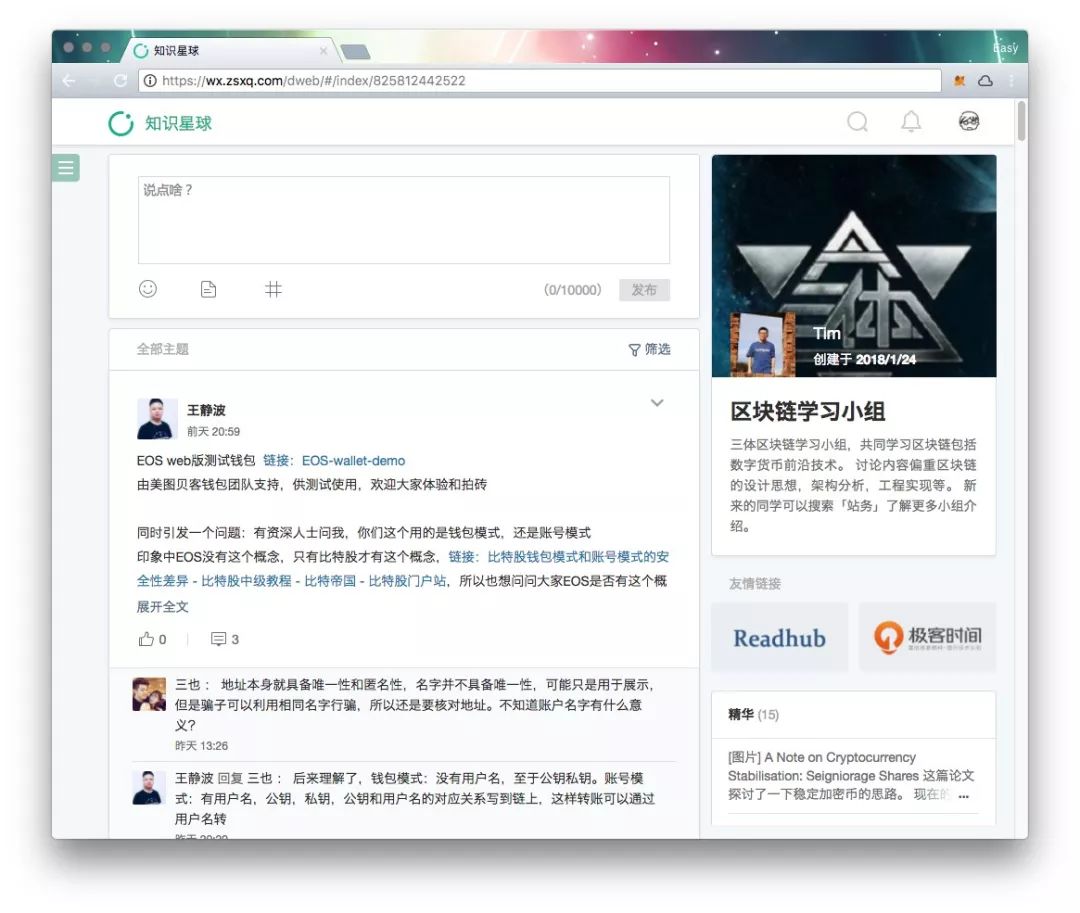 知识星球
Easy
https://wx.zsxq.com/dweb/#/index/825812442522
知识星球
说点啥？
(0/10000)
发布
全部主题
筛选
王静波
前天 20:59
EOS web版测试钱包 链接：EOS-wallet-demo
由美图贝客钱包团队支持，供测试使用，欢迎大家体验和拍砖
同时引发一个问题：有资深人士问我，你们这个用的是钱包模式，还是账号模式
印象中EOS没有这个概念，只有比特股才有这个概念，链接：比特股钱包模式和账号模式的安
全性差异 - 比特股中级教程 - 比特帝国 - 比特股门户站，所以也想问问大家EOS是否有这个概
展开全文
0
3
三也 ： 地址本身就具备唯一性和匿名性，名字并不具备唯一性，可能只是用于展示，
但是骗子可以利用相同名字行骗，所以还是要核对地址。不知道账户名字有什么意
义？
昨天 13:26
王静波 回复 三也 ： 后来理解了，钱包模式：没有用户名，至于公钥私钥。账号模
式：有用户名，公钥，私钥，公钥和用户名的对应关系写到链上，这样转账可以通过
用户名转
三体
Tim
创建于 2018/1/24
区块链学习小组
三体区块链学习小组，共同学习区块链包括
数字货币前沿技术。 讨论内容偏重区块链
的设计思想，架构分析，工程实现等。 新
来的同学可以搜索「站务」了解更多小组介
绍。
友情链接
Readhub
极客时间
精华 (15)
[图片] A Note on Cryptocurrency
Stabilisation: Seigniorage Shares 这篇论文
探讨了一下稳定加密币的思路。 现在的 ...